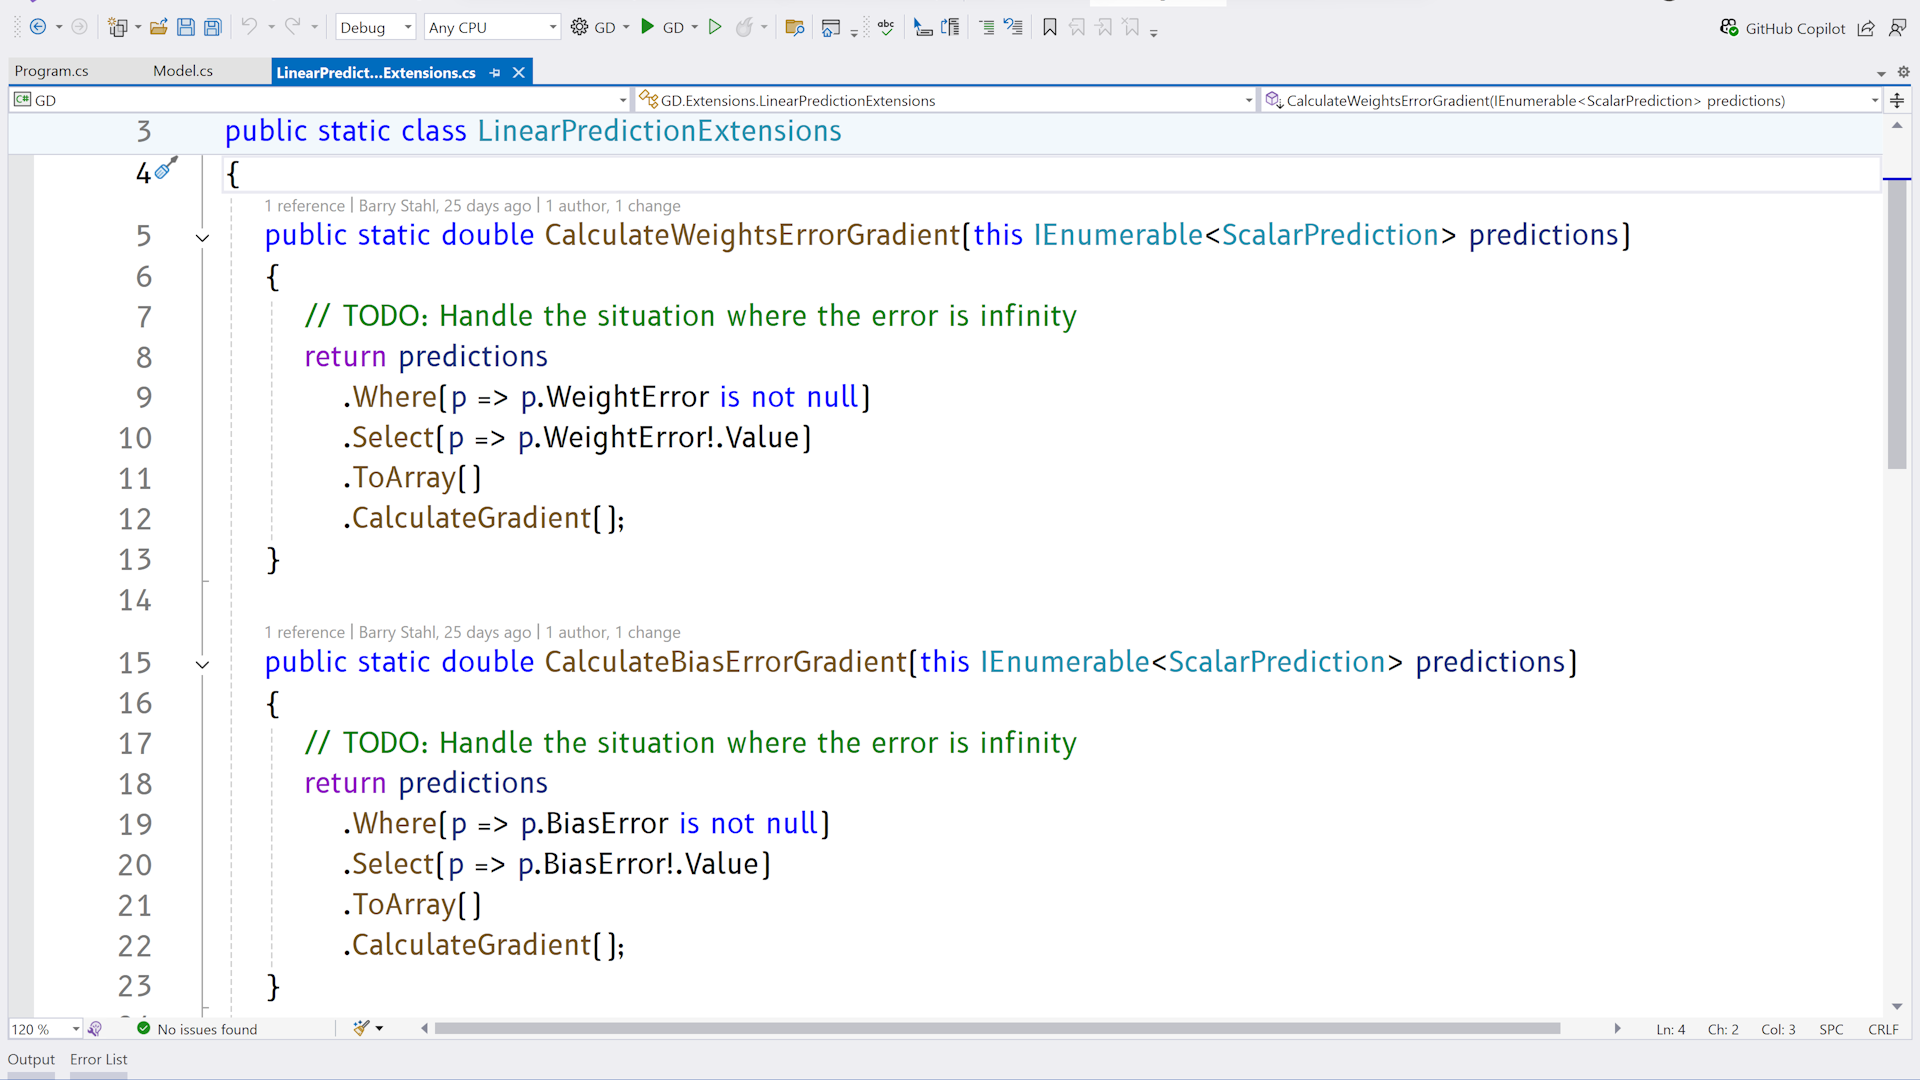 Debug Any CPU GD GD abc GitHub Copilot
Program.cs Model.cs LinearPredict...Extensions.cs
C# GD GD.Extensions.LinearPredictionExtensions CalculateWeightsErrorGradient(IEnumerable<ScalarPrediction> predictions)
3 public static class LinearPredictionExtensions
4 {
1 reference | Barry Stahl, 25 days ago | 1 author, 1 change
5 public static double CalculateWeightsErrorGradient(this IEnumerable<ScalarPrediction> predictions)
6 {
7 // TODO: Handle the situation where the error is infinity
8 return predictions
9 .Where(p => p.WeightError is not null)
10 .Select(p => p.WeightError!.Value)
11 .ToArray()
12 .CalculateGradient();
13 }
14
1 reference | Barry Stahl, 25 days ago | 1 author, 1 change
15 public static double CalculateBiasErrorGradient(this IEnumerable<ScalarPrediction> predictions)
16 {
17 // TODO: Handle the situation where the error is infinity
18 return predictions
19 .Where(p => p.BiasError is not null)
20 .Select(p => p.BiasError!.Value)
21 .ToArray()
22 .CalculateGradient();
23 }
120 % No issues found Ln: 4 Ch: 2 Col: 3 SPC CRLF
Output Error List